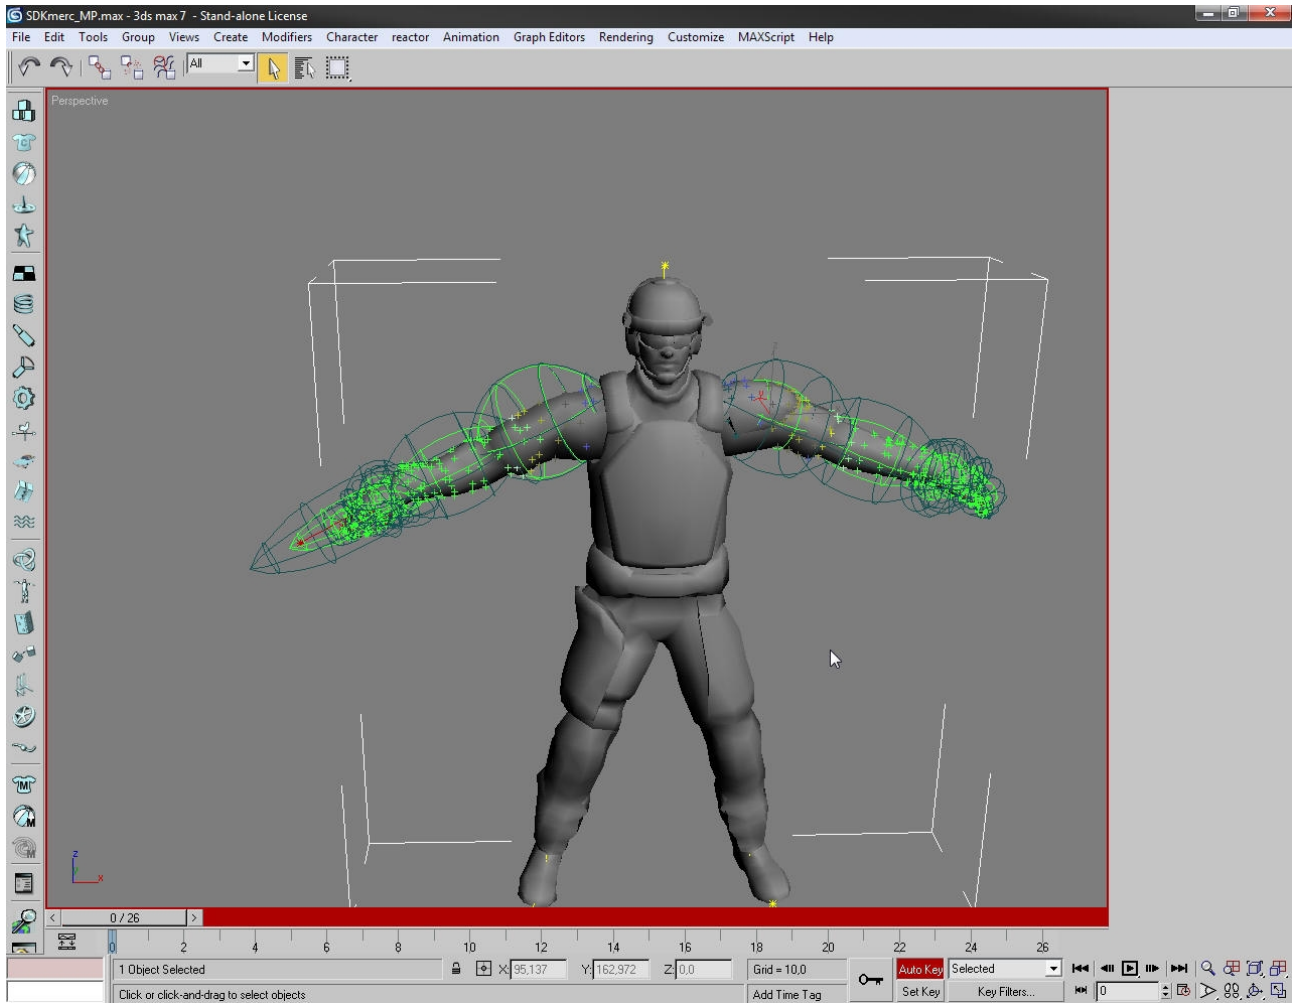 SDKmerc_MP.max - 3ds max 7 - Stand-alone License
File Edit Tools Group Views Create Modifiers Character reactor Animation Graph Editors Rendering Customize MAXScript Help
All
Perspective
z
x
0 / 26
0 2 4 6 8 10 12 14 16 18 20 22 24 26
1 Object Selected X: 95,137 Y: 162,972 Z: 0,0 Grid = 10,0 Auto Key Selected
Click or click-and-drag to select objects Add Time Tag Set Key Key Filters... 0